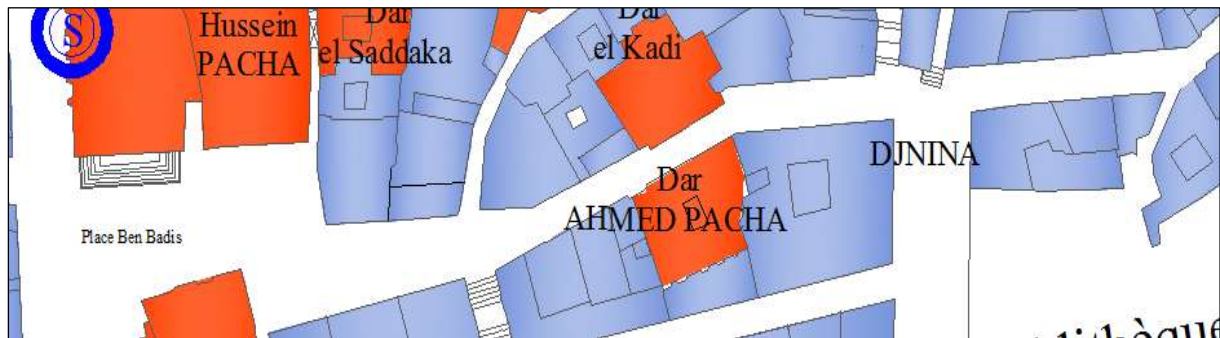 S
Hussein
PACHA
Dar
el Saddaka
Dar
el Kadi
DJNINA
Dar
AHMED PACHA
Place Ben Badis